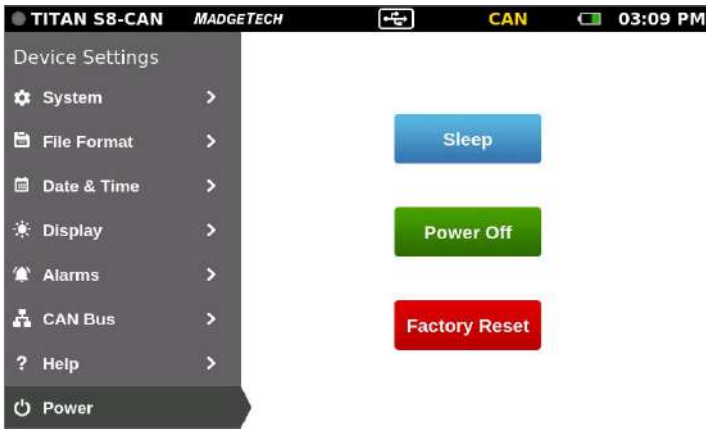 TITAN S8-CAN MADGETECH CAN 03:09 PM
Device Settings
System
File Format
Date & Time
Display
Alarms
CAN Bus
? Help
Power
Sleep
Power Off
Factory Reset